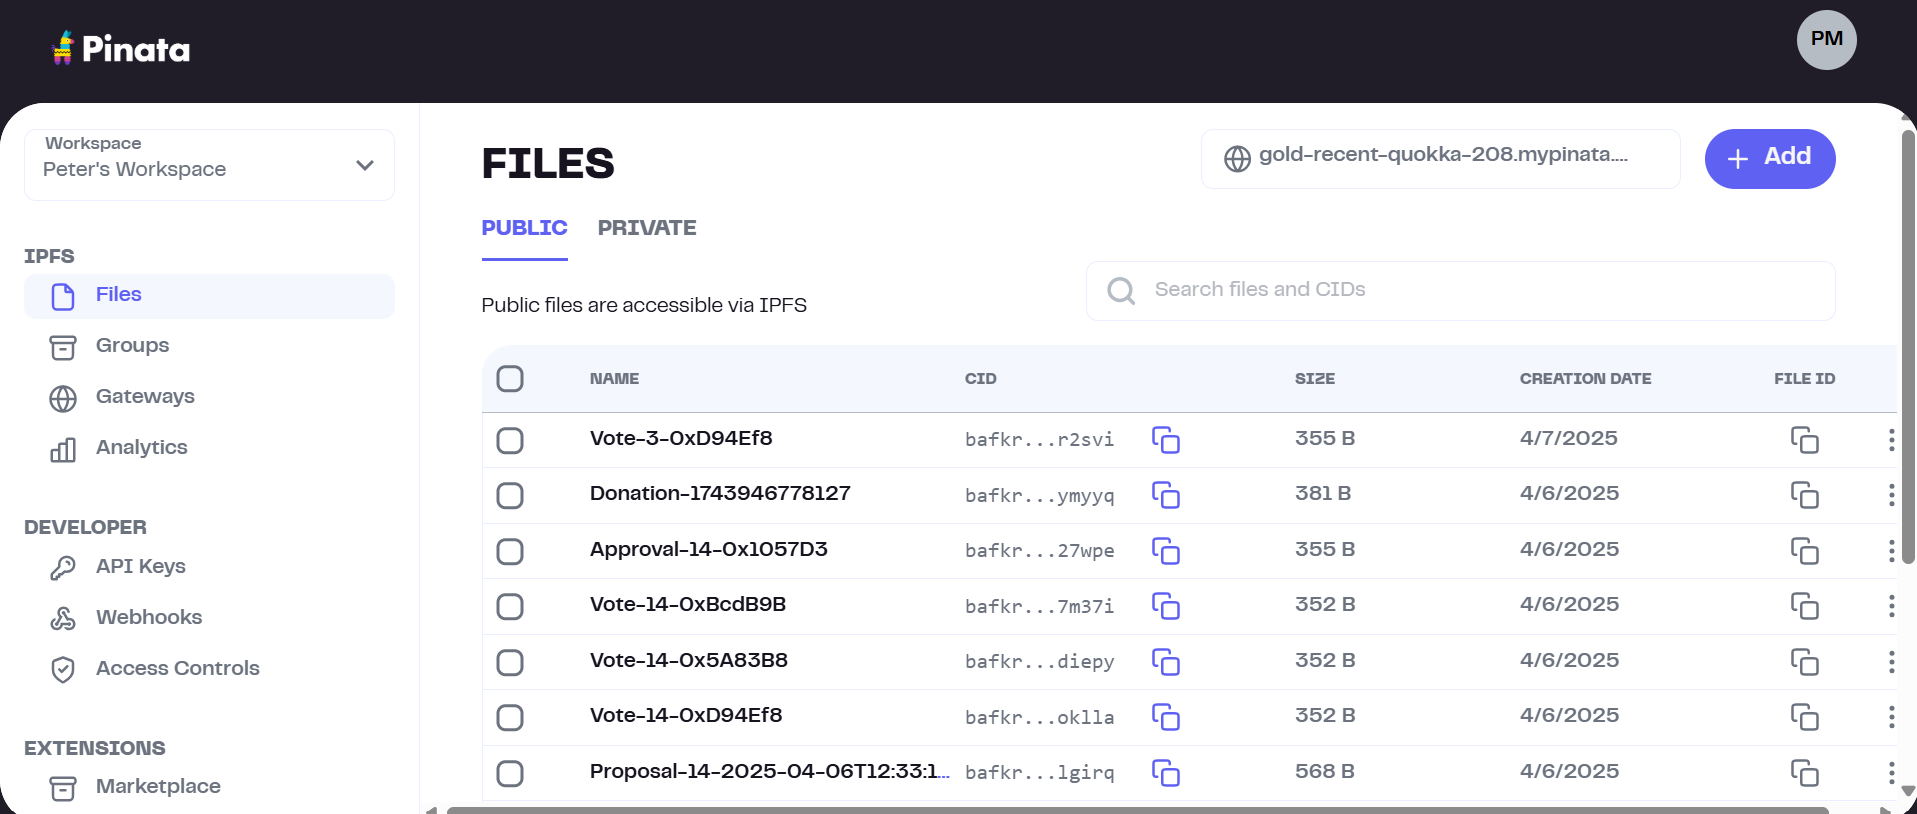 Pinata
PM
Workspace
Peter's Workspace
IPFS
Files
Groups
Gateways
Analytics
DEVELOPER
API Keys
Webhooks
Access Controls
EXTENSIONS
Marketplace
FILES
gold-recent-quokka-208.mypinata....
+ Add
PUBLIC PRIVATE
Public files are accessible via IPFS
Search files and CIDs
NAME CID SIZE CREATION DATE FILE ID
Vote-3-0xD94Ef8 bafkr...r2svi 355 B 4/7/2025
Donation-1743946778127 bafkr...ymyyq 381 B 4/6/2025
Approval-14-0x1057D3 bafkr...27wpe 355 B 4/6/2025
Vote-14-0xBcdB9B bafkr...7m37i 352 B 4/6/2025
Vote-14-0x5A83B8 bafkr...diepy 352 B 4/6/2025
Vote-14-0xD94Ef8 bafkr...oklla 352 B 4/6/2025
Proposal-14-2025-04-06T12:33:1... bafkr...lgirq 568 B 4/6/2025